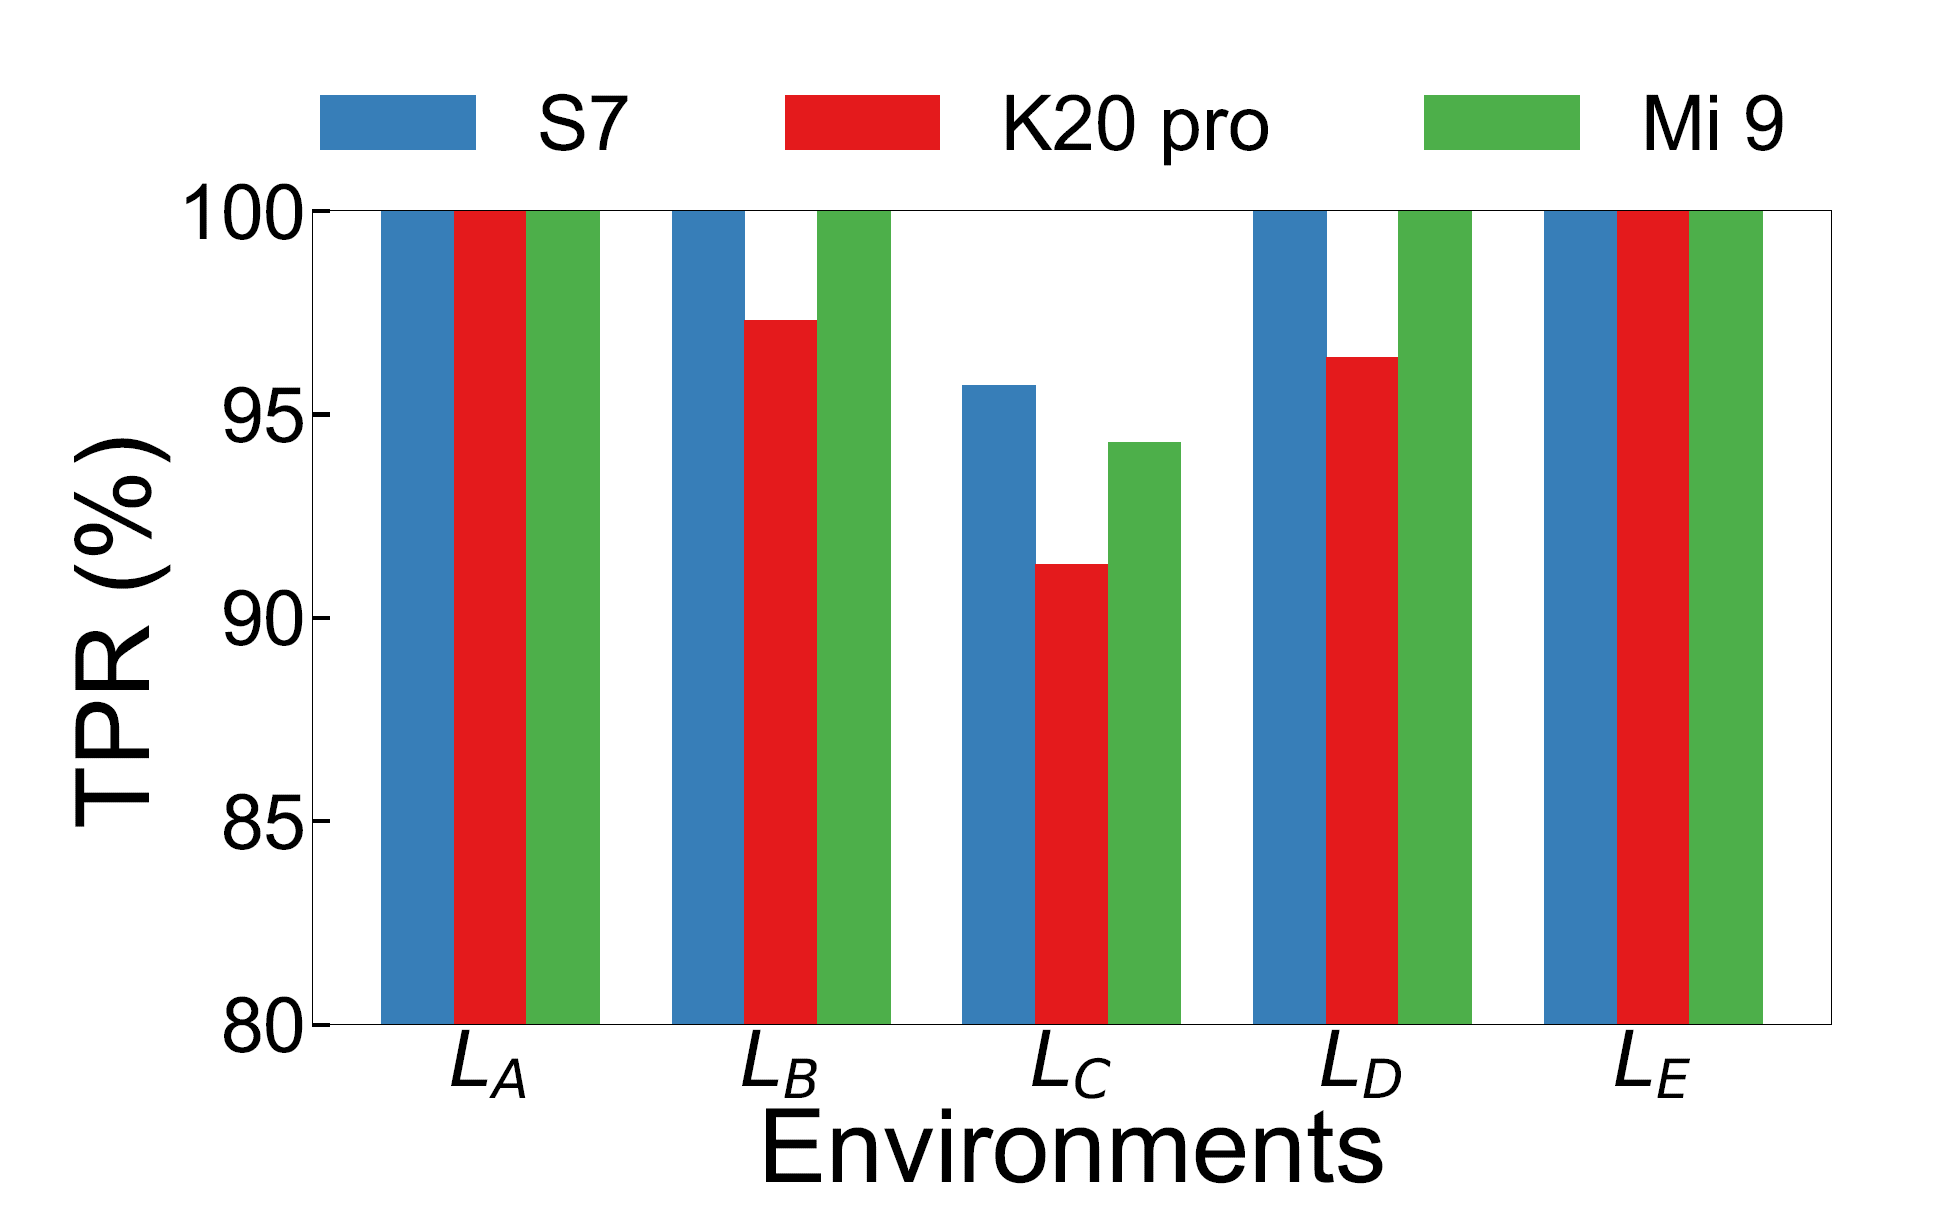 S7 K20 pro Mi 9
100
95
90
85
80
TPR (%)
L_A L_B L_C L_D L_E
Environments